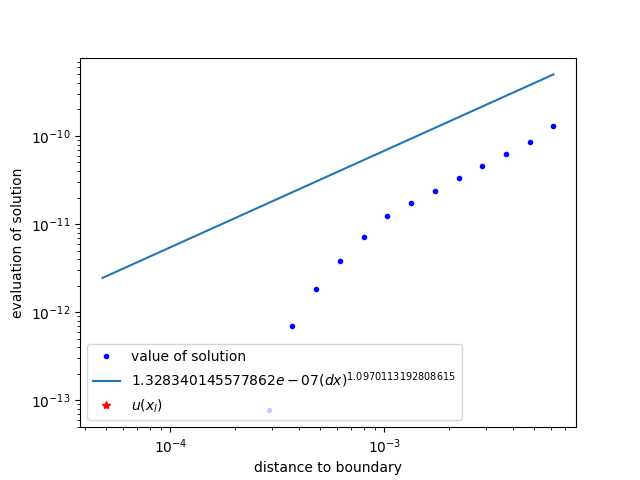 10⁻¹⁰
10⁻¹¹
10⁻¹²
10⁻¹³
evaluation of solution
value of solution
1.328340145577862e − 07(dx)^1.0970113192808615
u(x_l)
10⁻⁴
10⁻³
distance to boundary